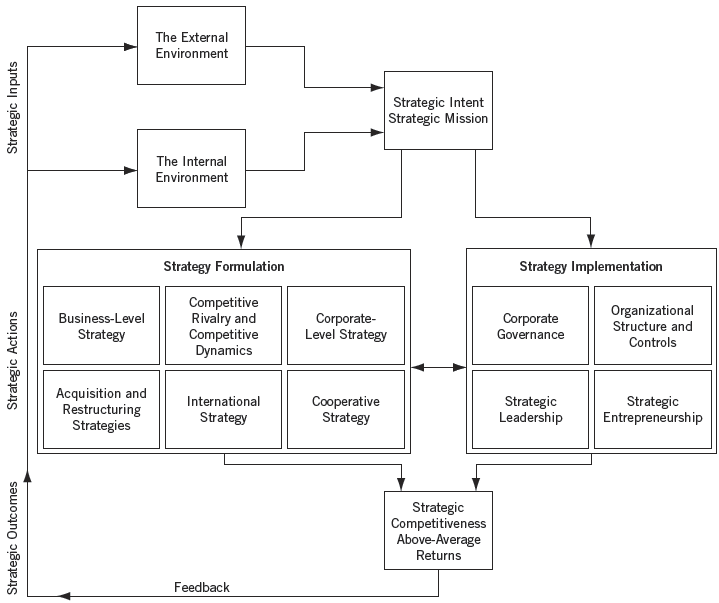 The External
Environment
Strategic Inputs
Strategic Intent
Strategic Mission
The Internal
Environment
Strategy Formulation
Strategy Implementation
Strategic Actions
Business-Level
Strategy
Competitive
Rivalry and
Competitive
Dynamics
Corporate-
Level Strategy
Corporate
Governance
Organizational
Structure and
Controls
Acquisition and
Restructuring
Strategies
International
Strategy
Cooperative
Strategy
Strategic
Leadership
Strategic
Entrepreneurship
Strategic Outcomes
Strategic
Competitiveness
Above-Average
Returns
Feedback